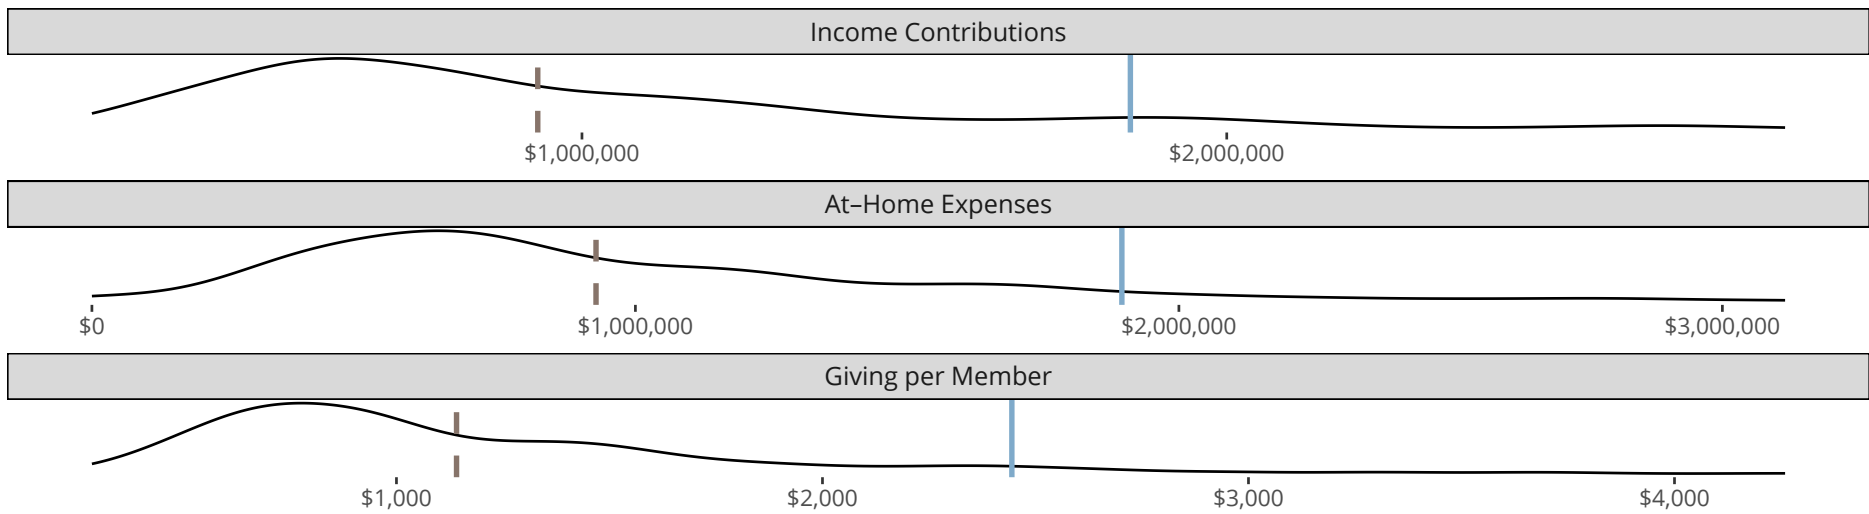 Income Contributions
$1,000,000 $2,000,000
At–Home Expenses
$0 $1,000,000 $2,000,000 $3,000,000
Giving per Member
$1,000 $2,000 $3,000 $4,000